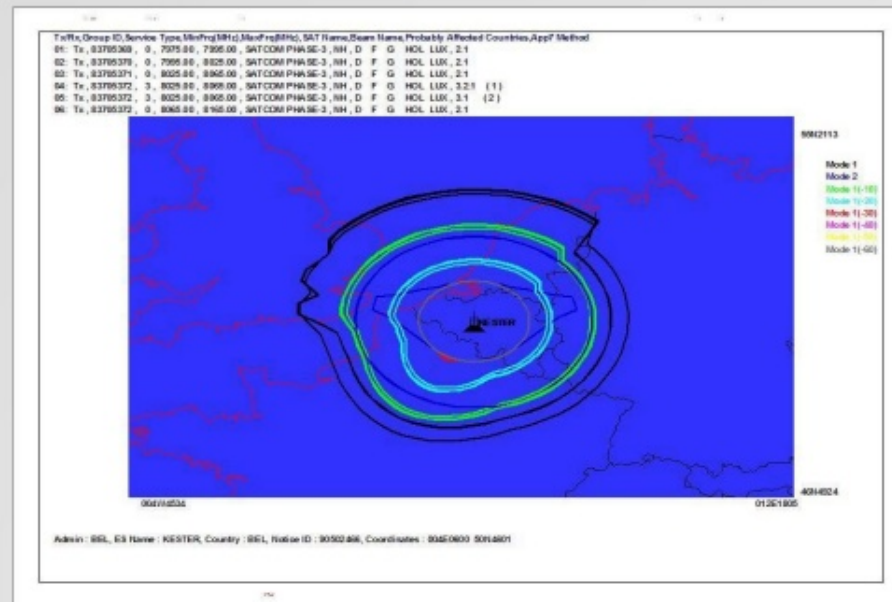 Tx/Rx,Group ID,Service Type,MinFrq(MHz),MaxFrq(MHz),SAT Name,Beam Name,Probably Affected Countries,App7 Method
01: Tx, 83705369, 0, 7975.00, 7995.00, SATCOM PHASE-3, NH, D F G HOL LUX, 2.1
02: Tx, 83705370, 0, 7995.00, 8025.00, SATCOM PHASE-3, NH, D F G HOL LUX, 2.1
03: Tx, 83705371, 0, 8025.00, 8065.00, SATCOM PHASE-3, NH, D F G HOL LUX, 2.1
04: Tx, 83705372, 3, 8025.00, 8065.00, SATCOM PHASE-3, NH, D F G HOL LUX, 3.2.1 (1)
05: Tx, 83705372, 3, 8025.00, 8065.00, SATCOM PHASE-3, NH, D F G HOL LUX, 3.1 (2)
06: Tx, 83705372, 0, 8065.00, 8165.00, SATCOM PHASE-3, NH, D F G HOL LUX, 2.1
56N2113
Mode 1
Mode 2
Mode 1(-10)
Mode 1(-20)
Mode 1(-30)
Mode 1(-40)
Mode 1(-50)
Mode 1(-60)
KESTER
004W4534
46N4924
012E1805
Admin : BEL, ES Name : KESTER, Country : BEL, Notice ID : 90502466, Coordinates : 004E0600 50N4601